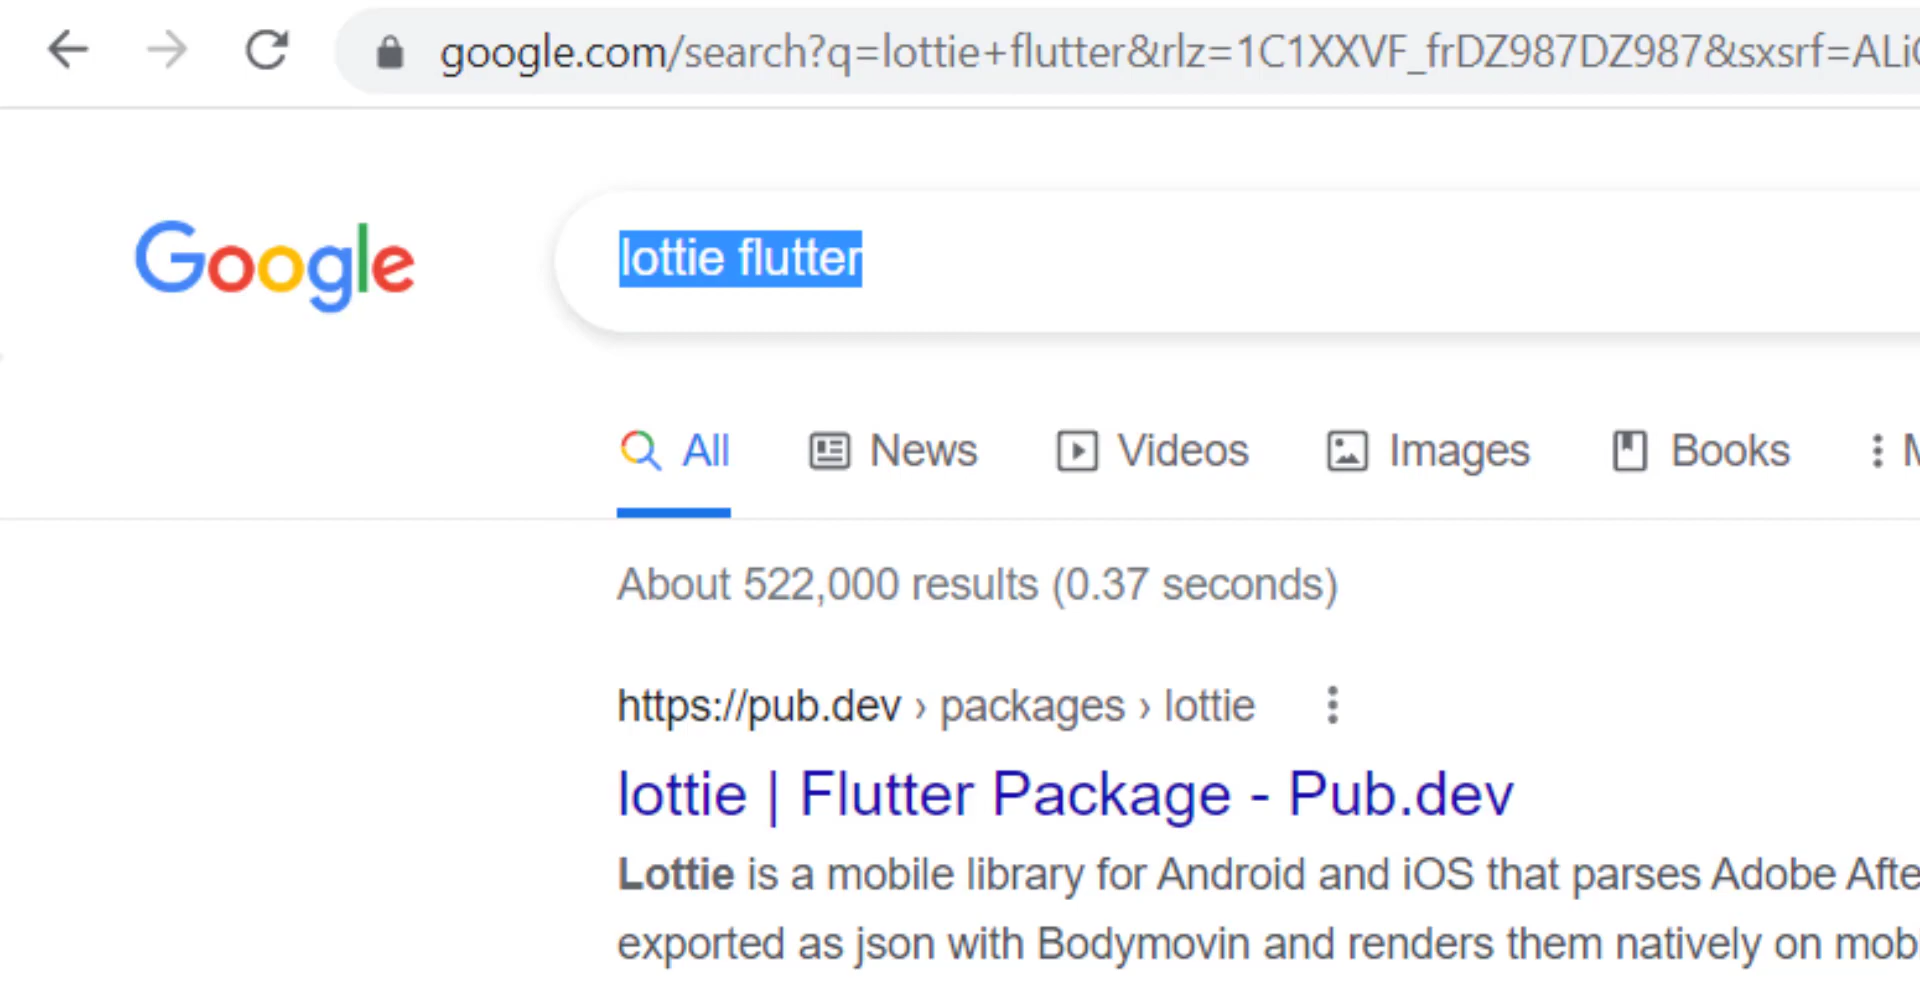 google.com/search?q=lottie+flutter&rlz=1C1XXVF_frDZ987DZ987&sxsrf=ALi
Google
lottie flutter
All News Videos Images Books
About 522,000 results (0.37 seconds)
https://pub.dev › packages › lottie
lottie | Flutter Package - Pub.dev
Lottie is a mobile library for Android and iOS that parses Adobe Afte
exported as json with Bodymovin and renders them natively on mobi